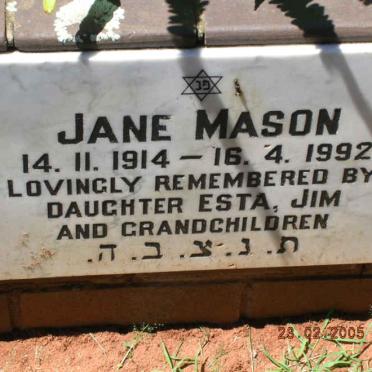 פנ
JANE MASON
14. 11. 1914 – 16. 4. 1992
LOVINGLY REMEMBERED BY
DAUGHTER ESTA, JIM
AND GRANDCHILDREN
ת. נ. צ. ב. ה.
23 02 2005